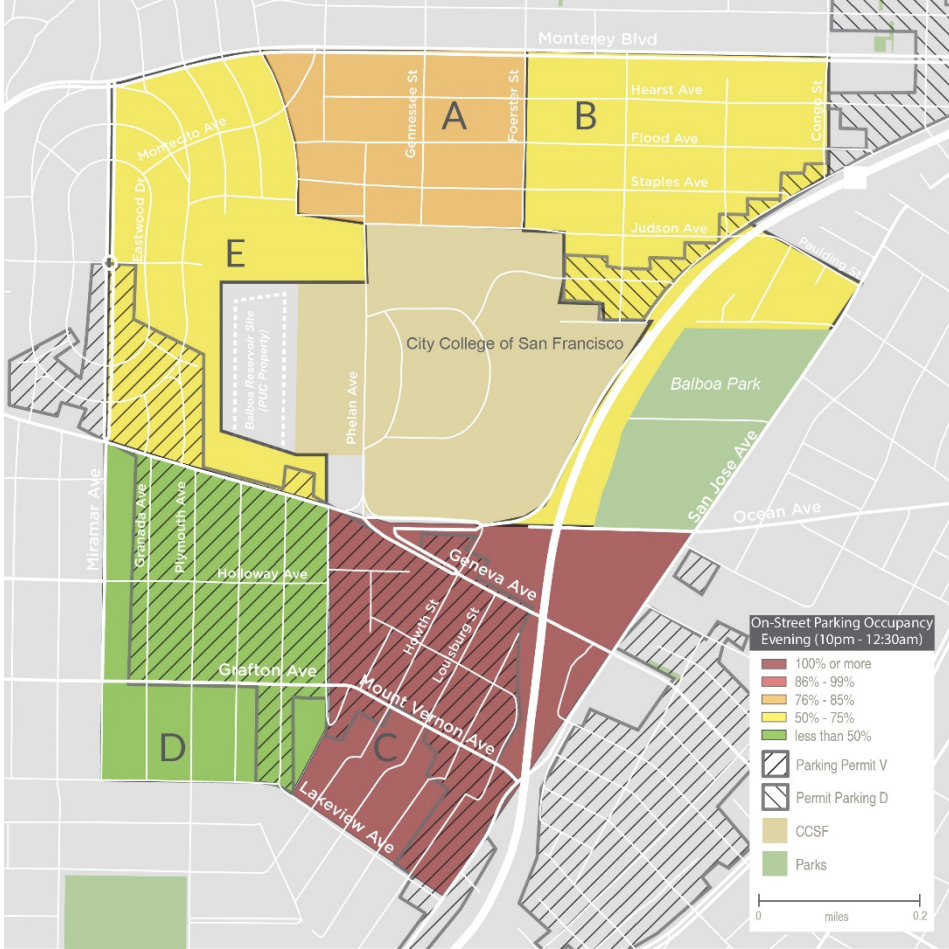 Monterey Blvd
Hearst Ave
Gennessee St
Foerster St
Congo St
A
B
Montecito Ave
Flood Ave
Staples Ave
Eastwood Dr
Judson Ave
Paulding St
E
Balboa Reservoir Site
(PUC Property)
City College of San Francisco
Phelan Ave
Balboa Park
San Jose Ave
Ocean Ave
Miramar Ave
Granada Ave
Plymouth Ave
Holloway Ave
Geneva Ave
Howth St
Louisburg St
Grafton Ave
Mount Vernon Ave
D
C
Lakeview Ave
On-Street Parking Occupancy
Evening (10pm - 12:30am)
100% or more
86% - 99%
76% - 85%
50% - 75%
less than 50%
Parking Permit V
Permit Parking D
CCSF
Parks
0
miles
0.2